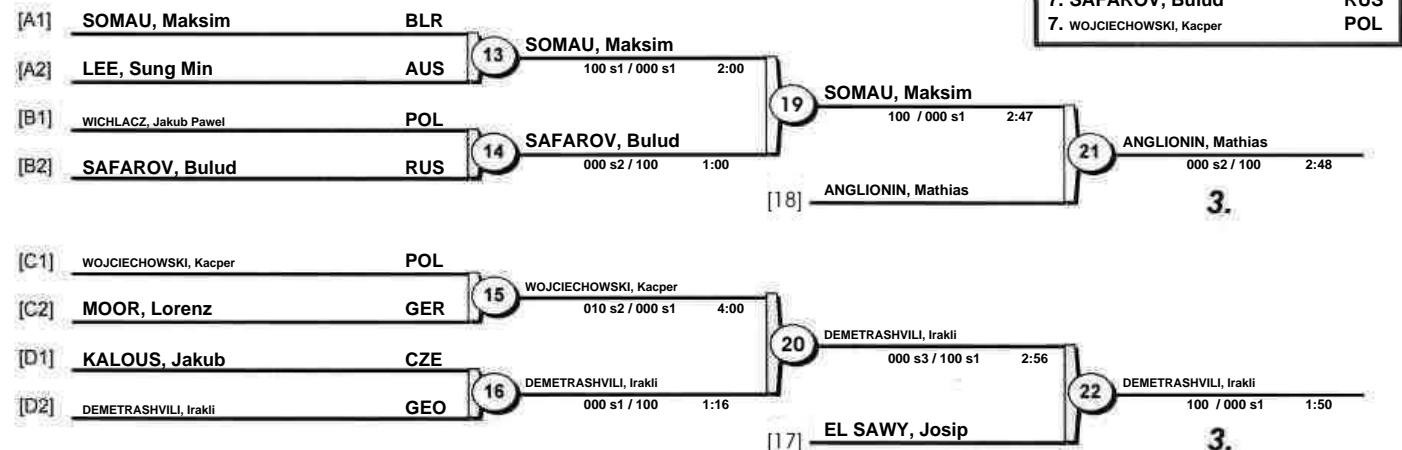 7. SAFAROV, Bulud RUS
7. WOJCIECHOWSKI, Kacper POL
[A1] SOMAU, Maksim BLR
13
SOMAU, Maksim
100 s1 / 000 s1 2:00
[A2] LEE, Sung Min AUS
19
SOMAU, Maksim
100 / 000 s1 2:47
[B1] WICHLACZ, Jakub Pawel POL
14
SAFAROV, Bulud
000 s2 / 100 1:00
[B2] SAFAROV, Bulud RUS
21
ANGLIONIN, Mathias
000 s2 / 100 2:48
[18] ANGLIONIN, Mathias
3.
[C1] WOJCIECHOWSKI, Kacper POL
15
WOJCIECHOWSKI, Kacper
010 s2 / 000 s1 4:00
[C2] MOOR, Lorenz GER
20
DEMETRASHVILI, Irakli
000 s3 / 100 s1 2:56
[D1] KALOUS, Jakub CZE
16
DEMETRASHVILI, Irakli
000 s1 / 100 1:16
[D2] DEMETRASHVILI, Irakli GEO
22
DEMETRASHVILI, Irakli
100 / 000 s1 1:50
[17] EL SAWY, Josip
3.